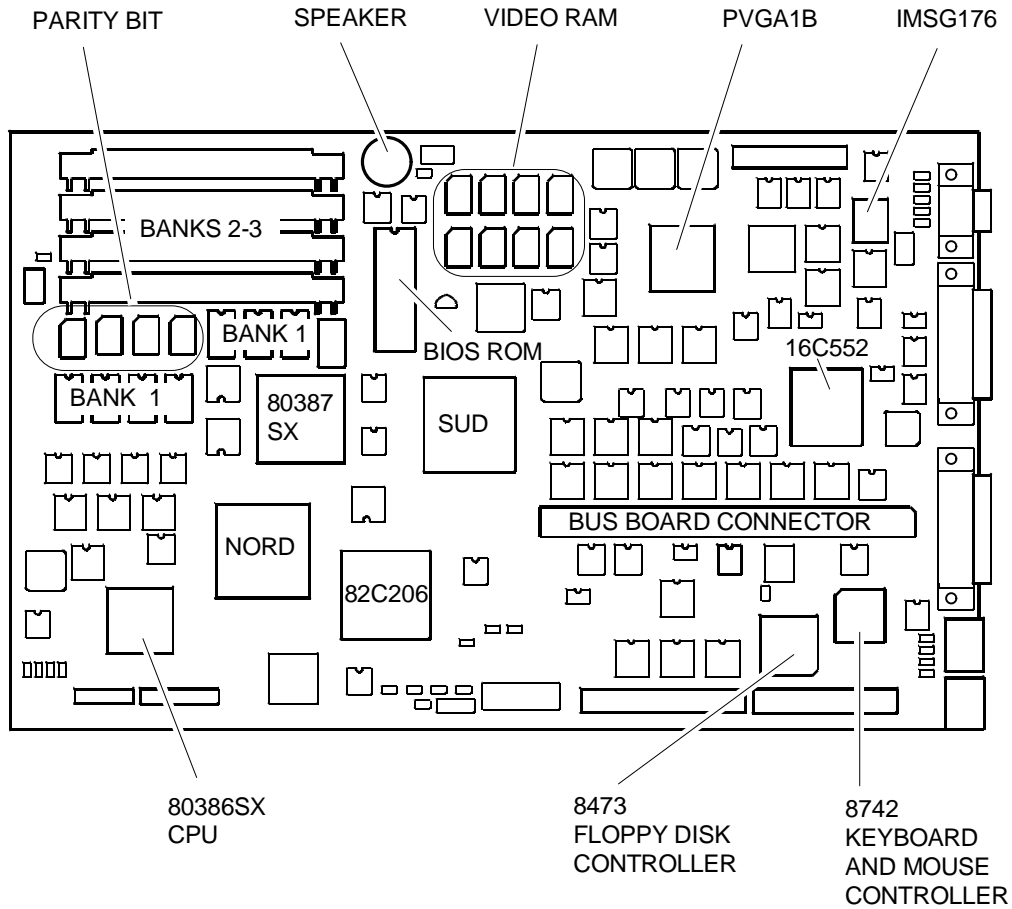 PARITY BIT
SPEAKER
VIDEO RAM
PVGA1B
IMSG176
BANKS 2-3
BANK 1
BIOS ROM
16C552
BANK 1
80387
SX
SUD
BUS BOARD CONNECTOR
NORD
82C206
80386SX
CPU
8473
FLOPPY DISK
CONTROLLER
8742
KEYBOARD
AND MOUSE
CONTROLLER